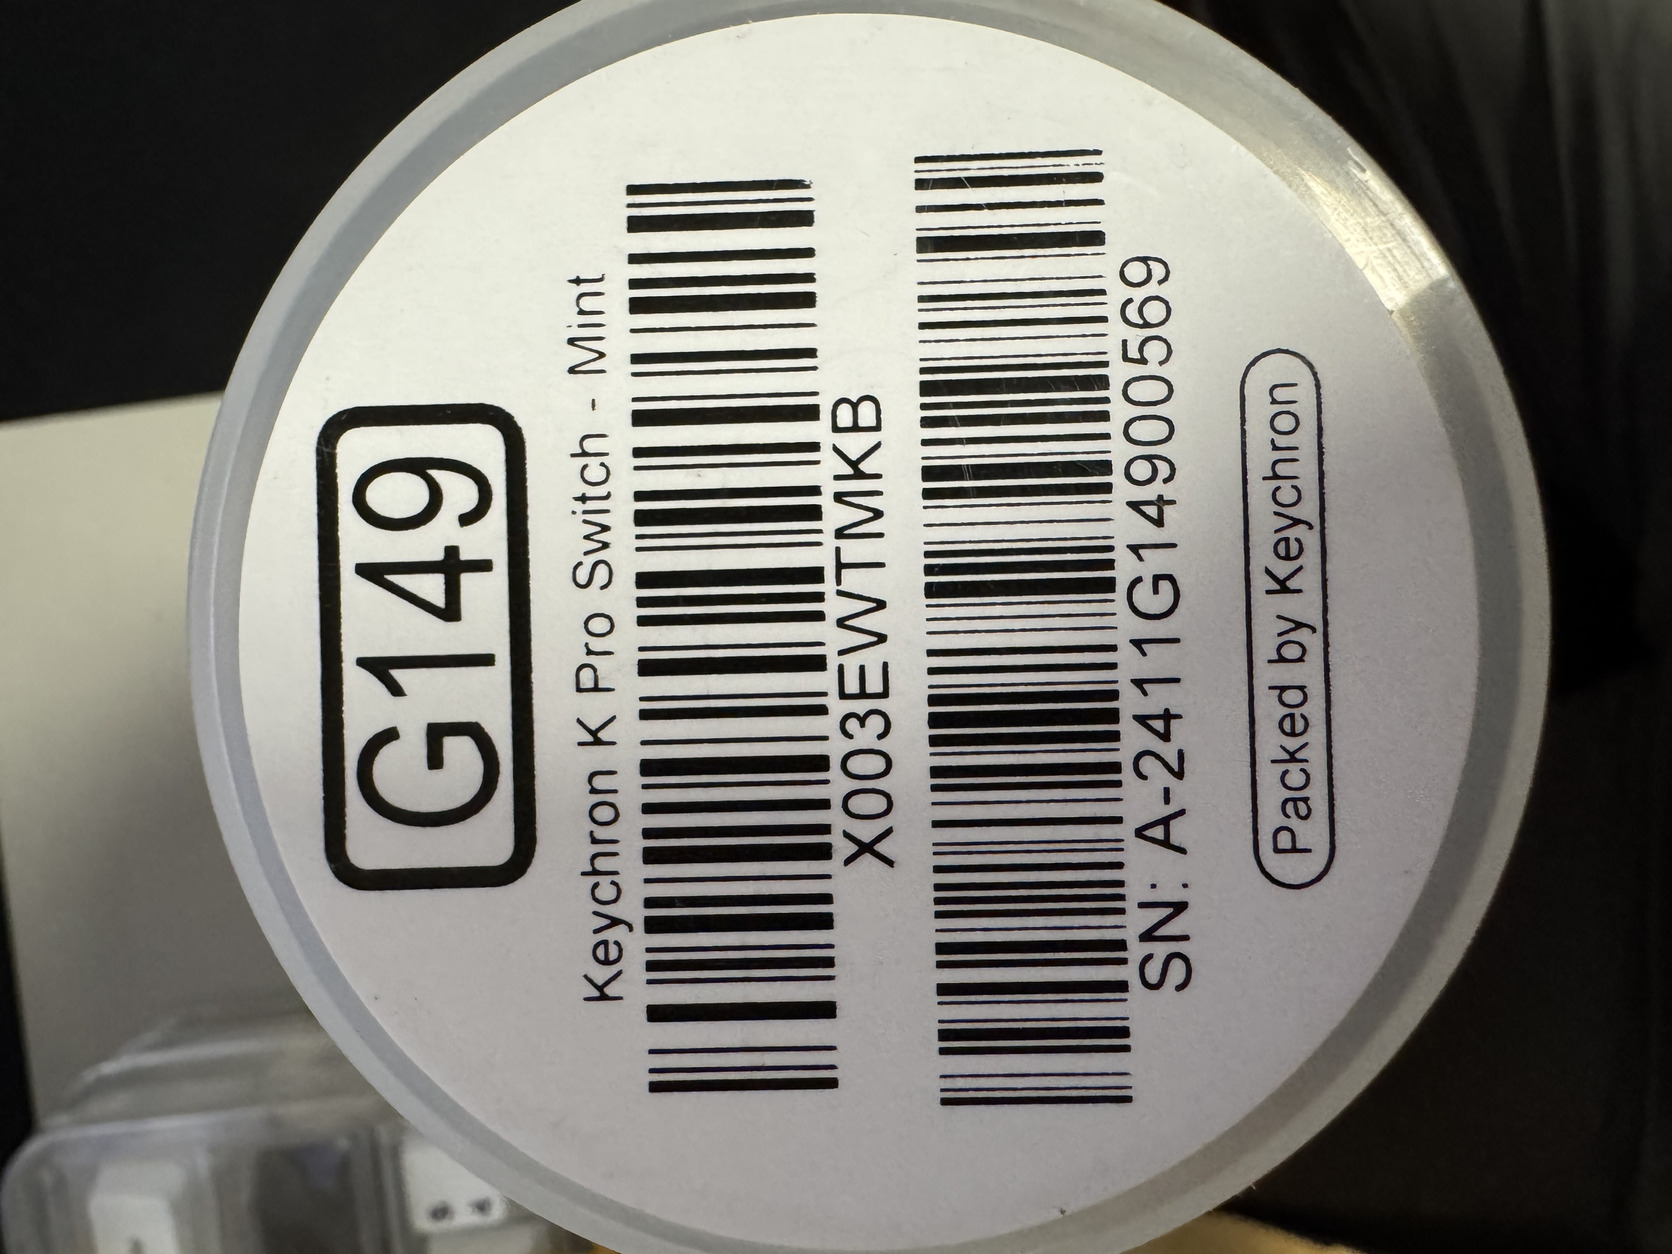 G149
Keychron K Pro Switch - Mint
X003EWTMKB
SN: A-2411G14900569
Packed by Keychron